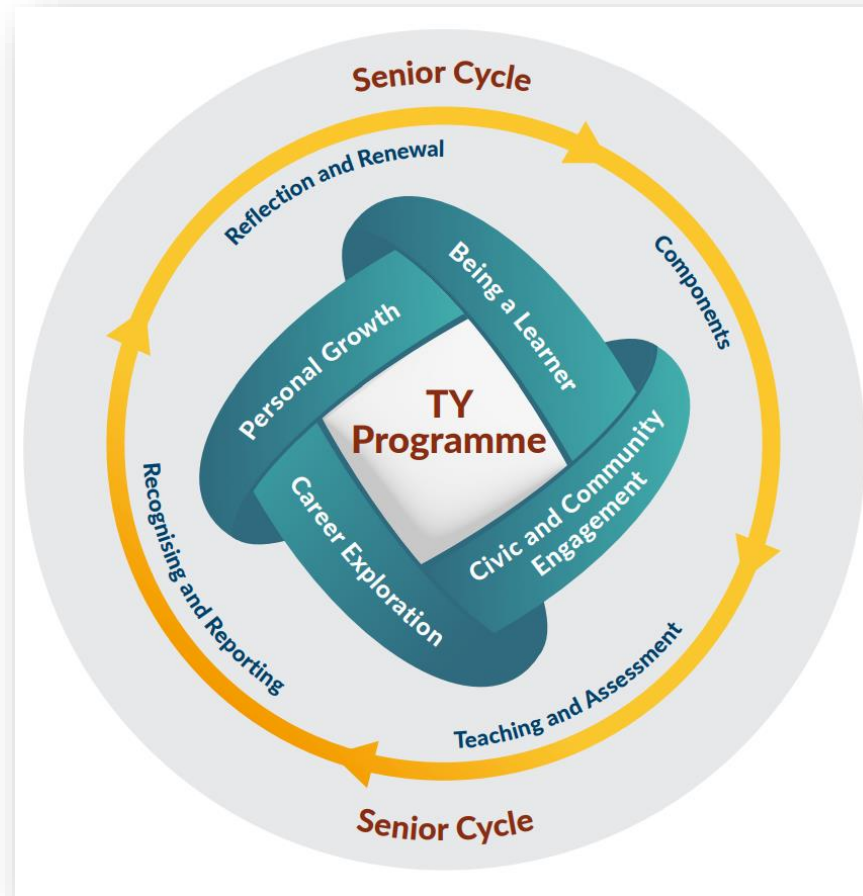 Senior Cycle
Reflection and Renewal
Components
Being a Learner
Personal Growth
TY
Programme
Civic and Community
Engagement
Career Exploration
Recognising and Reporting
Teaching and Assessment
Senior Cycle